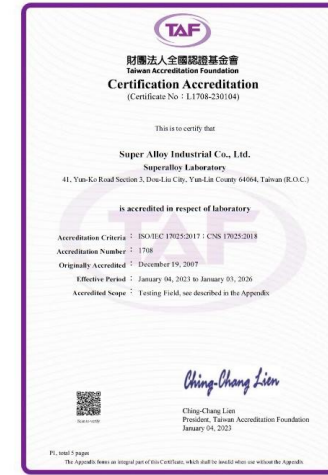 TAF
財團法人全國認證基金會
Taiwan Accreditation Foundation
Certification Accreditation
(Certificate No：L1708-230104)
This is to certify that
Super Alloy Industrial Co., Ltd.
Superalloy Laboratory
41, Yun-Ko Road Section 3, Dou-Liu City, Yun-Lin County 64064, Taiwan (R.O.C.)
is accredited in respect of laboratory
Accreditation Criteria：ISO/IEC 17025:2017；CNS 17025:2018
Accreditation Number：1708
Originally Accredited：December 19, 2007
Effective Period：January 04, 2023 to January 03, 2026
Accredited Scope：Testing Field, see described in the Appendix
Ching-Chang Lien
Ching-Chang Lien
President, Taiwan Accreditation Foundation
January 04, 2023
P1, total 5 pages
The Appendix forms an integral part of this Certificate, which shall be invalid when use without the Appendix